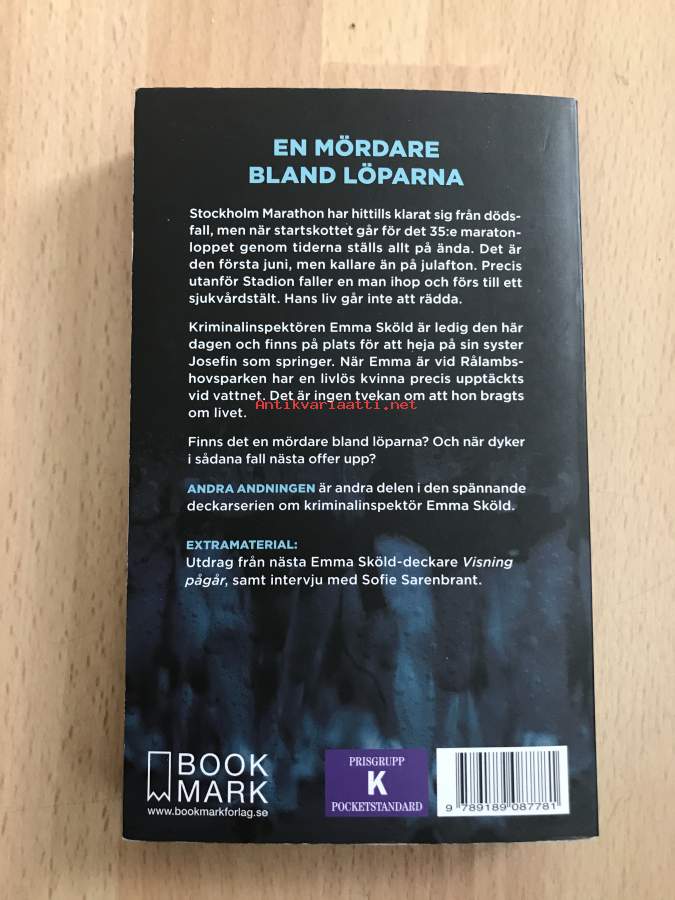 EN MÖRDARE
BLAND LÖPARNA
Stockholm Marathon har hittills klarat sig från döds-
fall, men när startskottet går för det 35:e maraton-
loppet genom tiderna ställs allt på ända. Det är
den första juni, men kallare än på julafton. Precis
utanför Stadion faller en man ihop och förs till ett
sjukvårdstält. Hans liv går inte att rädda.
Kriminalinspektören Emma Sköld är ledig den här
dagen och finns på plats för att heja på sin syster
Josefin som springer. När Emma är vid Rålambs-
hovsparken har en livlös kvinna precis upptäckts
vid vattnet. Det är ingen tvekan om att hon bragts
om livet.
Antikvariaatti.net
Finns det en mördare bland löparna? Och när dyker
i sådana fall nästa offer upp?
ANDRA ANDNINGEN är andra delen i den spännande
deckarserien om kriminalinspektör Emma Sköld.
EXTRAMATERIAL:
Utdrag från nästa Emma Sköld-deckare Visning
pågår, samt intervju med Sofie Sarenbrant.
BOOK
MARK
www.bookmarkforlag.se
PRISGRUPP
K
POCKETSTANDARD
9 789189 087781